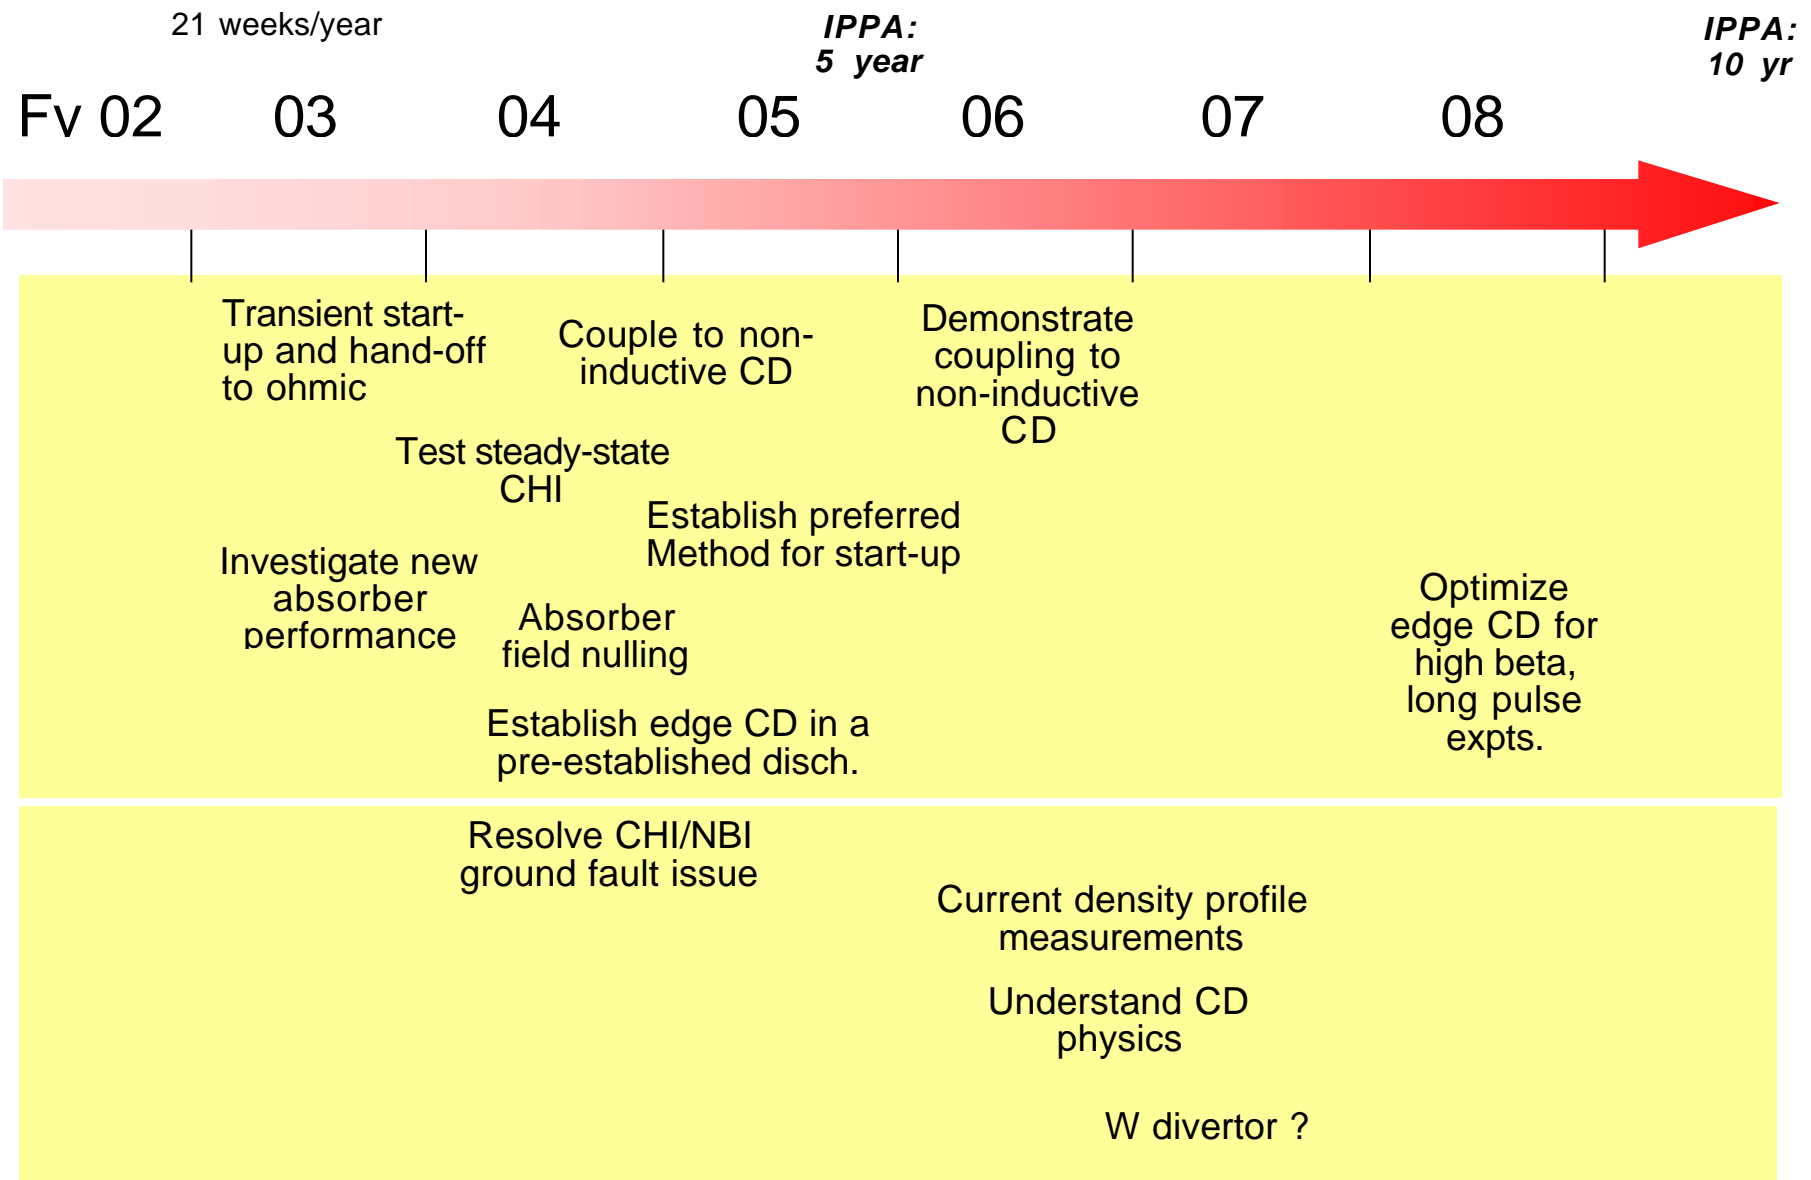 21 weeks/year
IPPA:
5 year
IPPA:
10 yr
Fv 02 03 04 05 06 07 08
Transient start-
up and hand-off
to ohmic
Couple to non-
inductive CD
Demonstrate
coupling to
non-inductive
CD
Test steady-state
CHI
Establish preferred
Method for start-up
Investigate new
absorber
performance
Absorber
field nulling
Optimize
edge CD for
high beta,
long pulse
expts.
Establish edge CD in a
pre-established disch.
Resolve CHI/NBI
ground fault issue
Current density profile
measurements
Understand CD
physics
W divertor ?